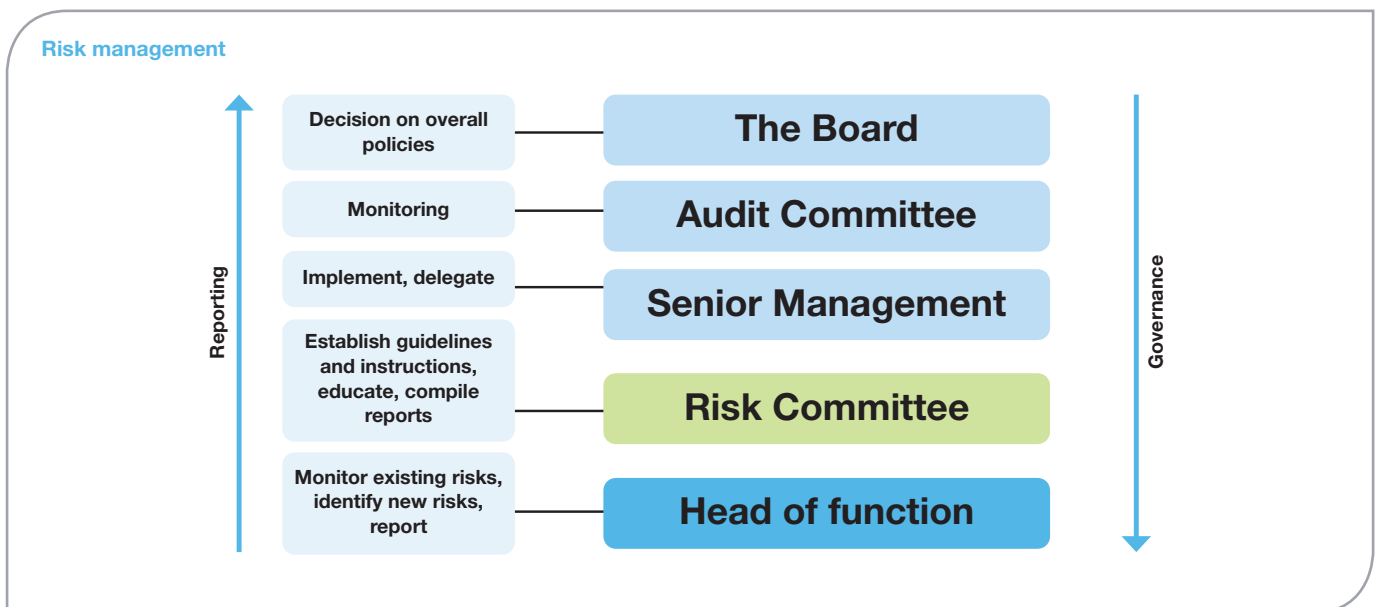 Risk management
Decision on overall
policies
The Board
Monitoring
Audit Committee
Implement, delegate
Senior Management
Establish guidelines
and instructions,
educate, compile
reports
Risk Committee
Monitor existing risks,
identify new risks,
report
Head of function
Reporting
Governance